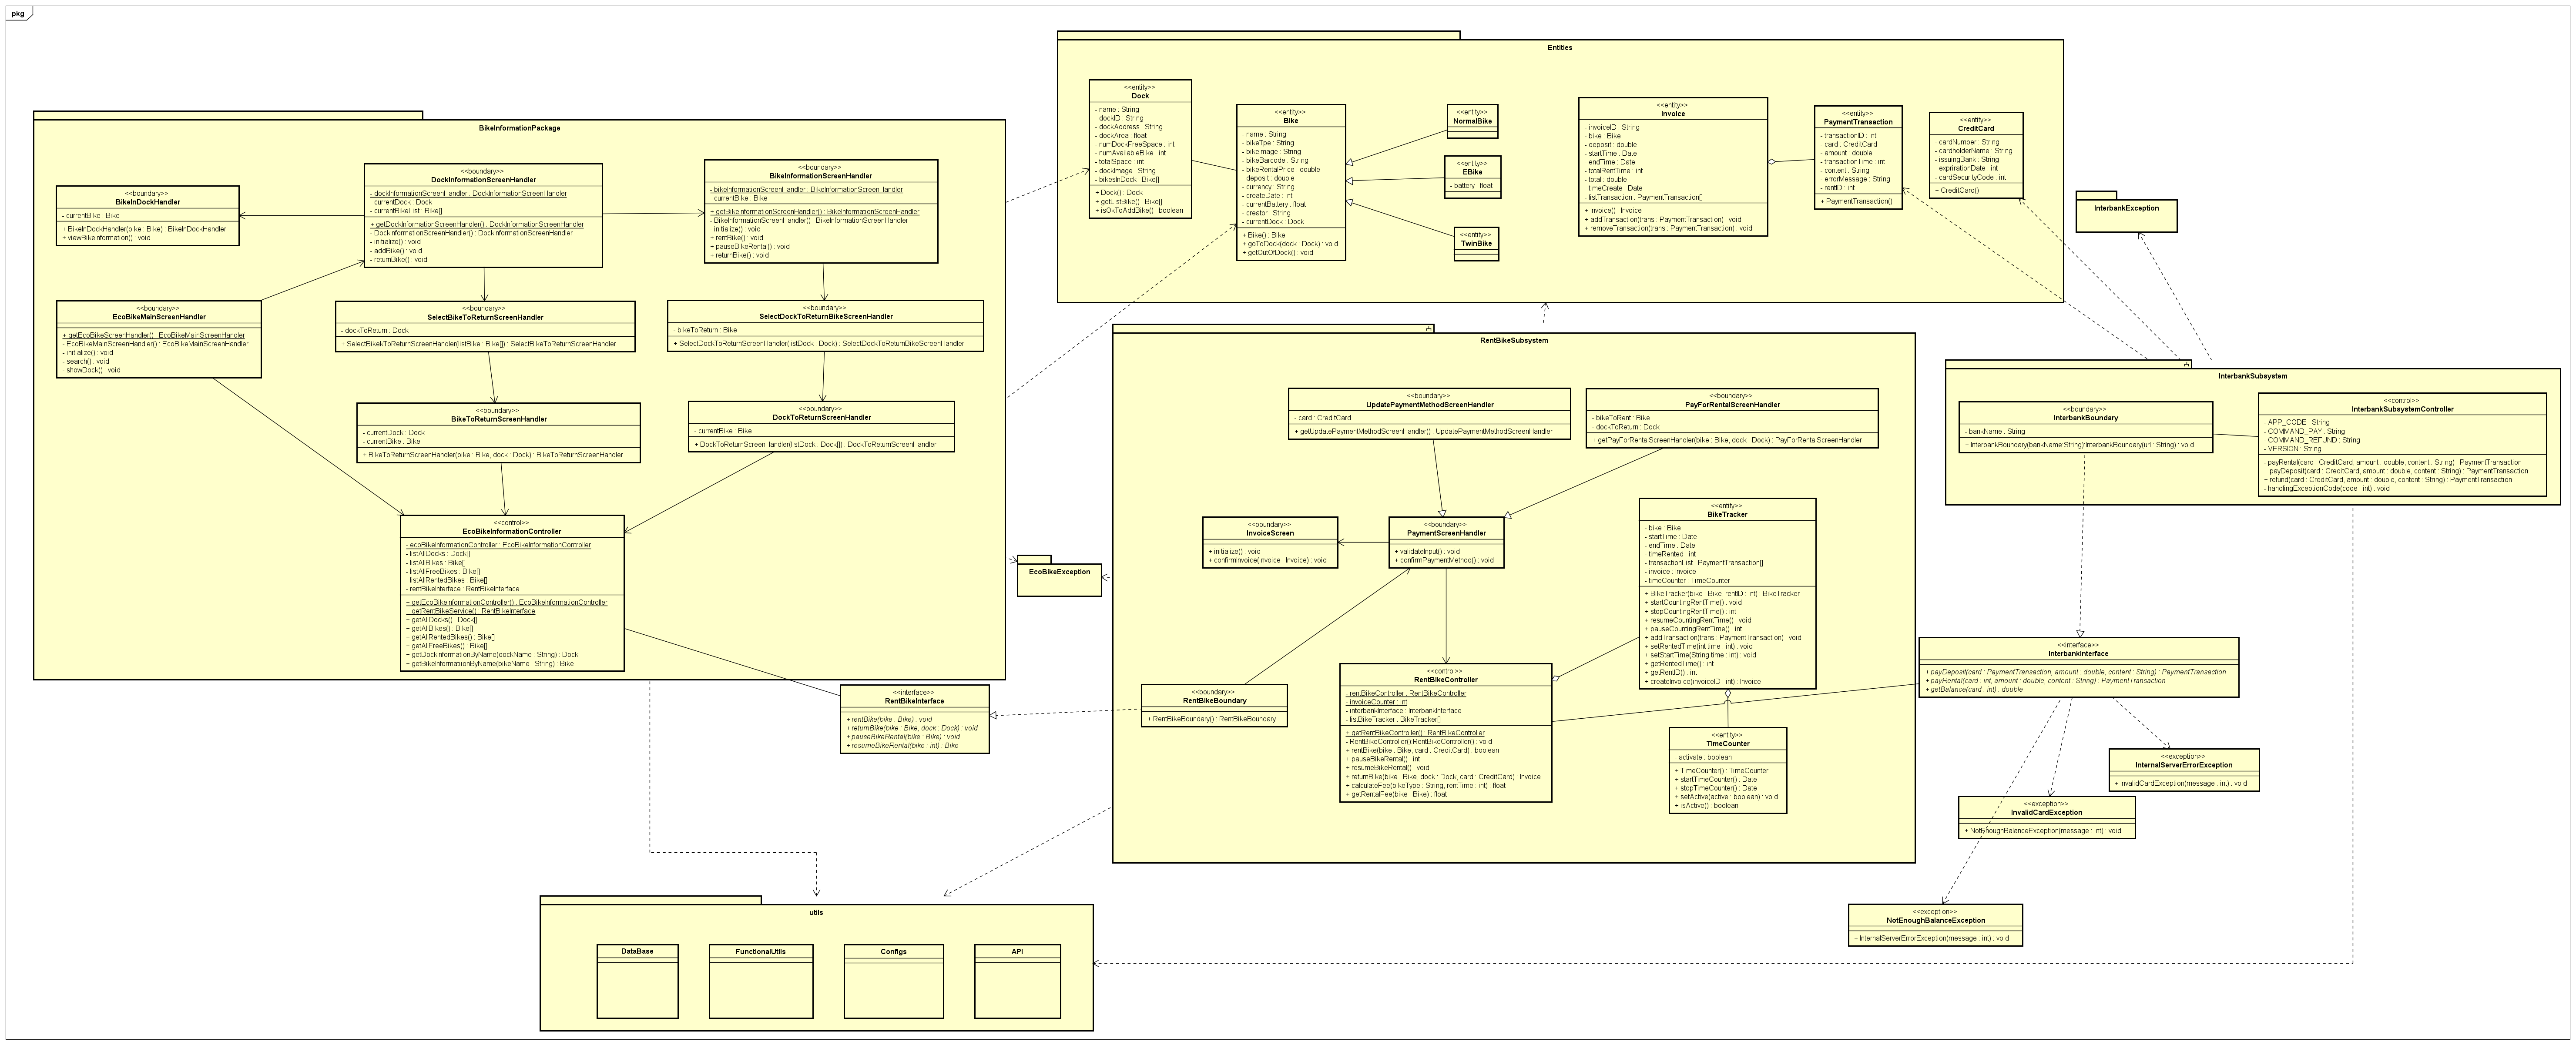 pkg
BikeInformationPackage
<<boundary>>
BikeInDockHandler
- currentBike : Bike
+ BikeInDockHandler(bike : Bike) : BikeInDockHandler
+ viewBikeInformation() : void
<<boundary>>
DockInformationScreenHandler
- dockInformationScreenHandler : DockInformationScreenHandler
- currentDock : Dock
- currentBikeList : Bike[]
+ getDockInformationScreenHandler() : DockInformationScreenHandler
- DockInformationScreenHandler() : DockInformationScreenHandler
- initialize() : void
- addBike() : void
- returnBike() : void
<<boundary>>
BikeInformationScreenHandler
- bikeInformationScreenHandler : BikeInformationScreenHandler
- currentBike : Bike
+ getBikeInformationScreenHandler() : BikeInformationScreenHandler
- BikeInformationScreenHandler() : BikeInformationScreenHandler
- initialize() : void
+ rentBike() : void
+ pauseBikeRental() : void
+ returnBike() : void
<<boundary>>
EcoBikeMainScreenHandler
+ getEcoBikeScreenHandler() : EcoBikeMainScreenHandler
- EcoBikeMainScreenHandler() : EcoBikeMainScreenHandler
- initialize() : void
- search() : void
- showDock() : void
<<boundary>>
SelectBikeToReturnScreenHandler
- dockToReturn : Dock
+ SelectBikekToReturnScreenHandler(listBike : Bike[]) : SelectBikeToReturnScreenHandler
<<boundary>>
SelectDockToReturnBikeScreenHandler
- bikeToReturn : Bike
+ SelectDockToReturnScreenHandler(listDock : Dock) : SelectDockToReturnBikeScreenHandler
<<boundary>>
BikeToReturnScreenHandler
- currentDock : Dock
- currentBike : Bike
+ BikeToReturnScreenHandler(bike : Bike, dock : Dock) : BikeToReturnScreenHandler
<<boundary>>
DockToReturnScreenHandler
- currentBike : Bike
+ DockToReturnScreenHandler(listDock : Dock[]) : DockToReturnScreenHandler
<<control>>
EcoBikeInformationController
- ecoBikeInformationController : EcoBikeInformationController
- listAllDocks : Dock[]
- listAllBikes : Bike[]
- listAllFreeBikes : Bike[]
- listAllRentedBikes : Bike[]
- rentBikeInterface : RentBikeInterface
+ getEcoBikeInformationController() : EcoBikeInformationController
+ getRentBikeService() : RentBikeInterface
+ getAllDocks() : Dock[]
+ getAllBikes() : Bike[]
+ getAllRentedBikes() : Bike[]
+ getAllFreeBikes() : Bike[]
+ getDockInformationByName(dockName : String) : Dock
+ getBikeInformatiionByName(bikeName : String) : Bike
<<interface>>
RentBikeInterface
+ rentBike(bike : Bike) : void
+ returnBike(bike : Bike, dock : Dock) : void
+ pauseBikeRental(bike : Bike) : void
+ resumeBikeRental(bike : int) : Bike
EcoBikeException
Entities
<<entity>>
Dock
- name : String
- dockID : String
- dockAddress : String
- dockArea : float
- numDockFreeSpace : int
- numAvailableBike : int
- totalSpace : int
- dockImage : String
- bikesInDock : Bike[]
+ Dock() : Dock
+ getListBike() : Bike[]
+ isOkToAddBike() : boolean
<<entity>>
Bike
- name : String
- bikeTpe : String
- bikeImage : String
- bikeBarcode : String
- bikeRentalPrice : double
- deposit : double
- currency : String
- createDate : int
- currentBattery : float
- creator : String
- currentDock : Dock
+ Bike() : Bike
+ goToDock(dock : Dock) : void
+ getOutOfDock() : void
<<entity>>
NormalBike
<<entity>>
EBike
- battery : float
<<entity>>
TwinBike
<<entity>>
Invoice
- invoiceID : String
- bike : Bike
- deposit : double
- startTime : Date
- endTime : Date
- totalRentTime : int
- total : double
- timeCreate : Date
- listTransaction : PaymentTransaction[]
+ Invoice() : Invoice
+ addTransaction(trans : PaymentTransaction) : void
+ removeTransaction(trans : PaymentTransaction) : void
<<entity>>
PaymentTransaction
- transactionID : int
- card : CreditCard
- amount : double
- transactionTime : int
- content : String
- errorMessage : String
- rentID : int
+ PaymentTransaction()
<<entity>>
CreditCard
- cardNumber : String
- cardholderName : String
- issuingBank : String
- exprirationDate : int
- cardSecurityCode : int
+ CreditCard()
InterbankException
RentBikeSubsystem
<<boundary>>
UpdatePaymentMethodScreenHandler
- card : CreditCard
+ getUpdatePaymentMethodScreenHandler() : UpdatePaymentMethodScreenHandler
<<boundary>>
PayForRentalScreenHandler
- bikeToRent : Bike
- dockToReturn : Dock
+ getPayForRentalScreenHandler(bike : Bike, dock : Dock) : PayForRentalScreenHandler
<<boundary>>
InvoiceScreen
+ initialize() : void
+ confirmInvoice(invoice : Invoice) : void
<<boundary>>
PaymentScreenHandler
+ validateInput() : void
+ confirmPaymentMethod() : void
<<entity>>
BikeTracker
- bike : Bike
- startTime : Date
- endTime : Date
- timeRented : int
- transactionList : PaymentTransaction[]
- invoice : Invoice
- timeCounter : TimeCounter
+ BikeTracker(bike : Bike, rentID : int) : BikeTracker
+ startCountingRentTime() : void
+ stopCountingRentTime() : int
+ resumeCountingRentTime() : void
+ pauseCountingRentTime() : int
+ addTransaction(trans : PaymentTransaction) : void
+ setRentedTime(int time : int) : void
+ setStartTime(String time : int) : void
+ getRentedTime() : int
+ getRentID() : int
+ createInvoice(invoiceID : int) : Invoice
<<boundary>>
RentBikeBoundary
+ RentBikeBoundary() : RentBikeBoundary
<<control>>
RentBikeController
- rentBikeController : RentBikeController
- invoiceCounter : int
- interbankInterface : InterbankInterface
- listBikeTracker : BikeTracker[]
+ getRentBikeController() : RentBikeController
- RentBikeController():RentBikeController() : void
+ rentBike(bike : Bike, card : CreditCard) : boolean
+ pauseBikeRental() : int
+ resumeBikeRental() : void
+ returnBike(bike : Bike, dock : Dock, card : CreditCard) : Invoice
+ calculateFee(bikeType : String, rentTime : int) : float
+ getRentalFee(bike : Bike) : float
<<entity>>
TimeCounter
- activate : boolean
+ TimeCounter() : TimeCounter
+ startTimeCounter() : Date
+ stopTimeCounter() : Date
+ setActive(active : boolean) : void
+ isActive() : boolean
InterbankSubsystem
<<boundary>>
InterbankBoundary
- bankName : String
+ InterbankBoundary(bankName:String):InterbankBoundary(url : String) : void
<<control>>
InterbankSubsystemController
- APP_CODE : String
- COMMAND_PAY : String
- COMMAND_REFUND : String
- VERSION : String
- payRental(card : CreditCard, amount : double, content : String) : PaymentTransaction
+ payDeposit(card : CreditCard, amount : double, content : String) : PaymentTransaction
+ refund(card : CreditCard, amount : double, content : String) : PaymentTransaction
- handlingExceptionCode(code : int) : void
<<interface>>
InterbankInterface
+ payDeposit(card : PaymentTransaction, amount : double, content : String) : PaymentTransaction
+ payRental(card : int, amount : double, content : String) : PaymentTransaction
+ getBalance(card : int) : double
<<exception>>
InternalServerErrorException
+ InvalidCardException(message : int) : void
<<exception>>
InvalidCardException
+ NotEnoughBalanceException(message : int) : void
<<exception>>
NotEnoughBalanceException
+ InternalServerErrorException(message : int) : void
utils
DataBase
FunctionalUtils
Configs
API